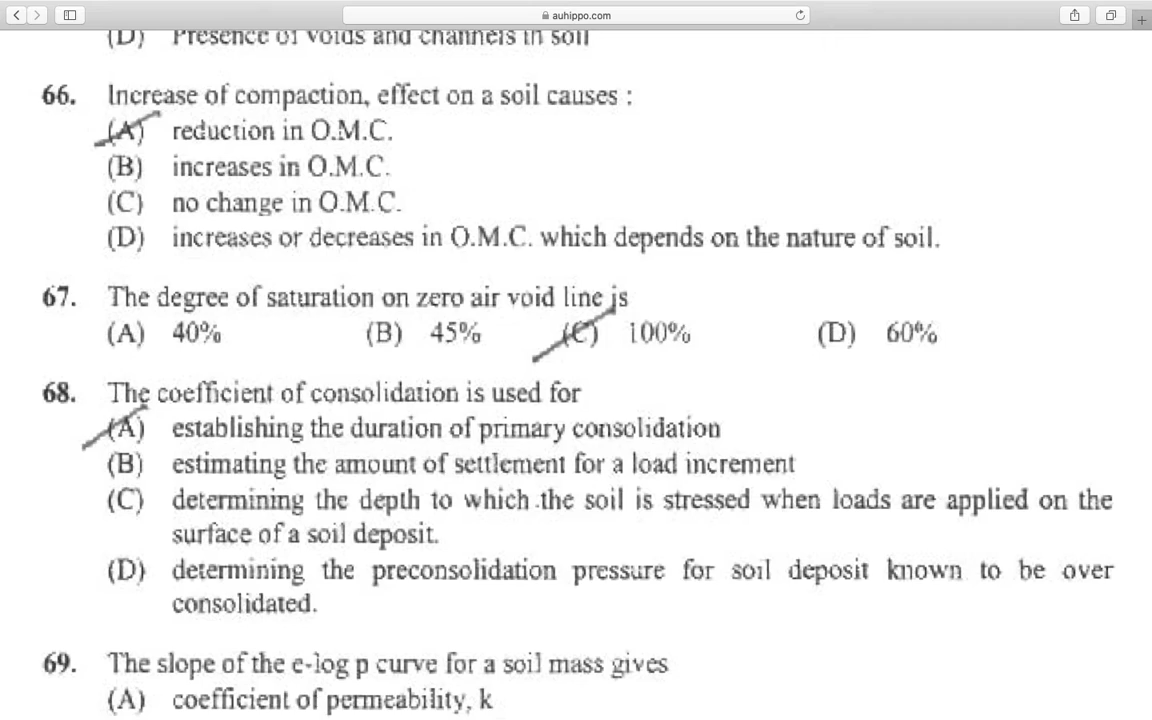 auhippo.com
(D) Presence of voids and channels in soil
66. Increase of compaction, effect on a soil causes :
(A) reduction in O.M.C.
(B) increases in O.M.C.
(C) no change in O.M.C.
(D) increases or decreases in O.M.C. which depends on the nature of soil.
67. The degree of saturation on zero air void line is
(A) 40% (B) 45% (C) 100% (D) 60%
68. The coefficient of consolidation is used for
(A) establishing the duration of primary consolidation
(B) estimating the amount of settlement for a load increment
(C) determining the depth to which the soil is stressed when loads are applied on the
surface of a soil deposit.
(D) determining the preconsolidation pressure for soil deposit known to be over
consolidated.
69. The slope of the e-log p curve for a soil mass gives
(A) coefficient of permeability, k